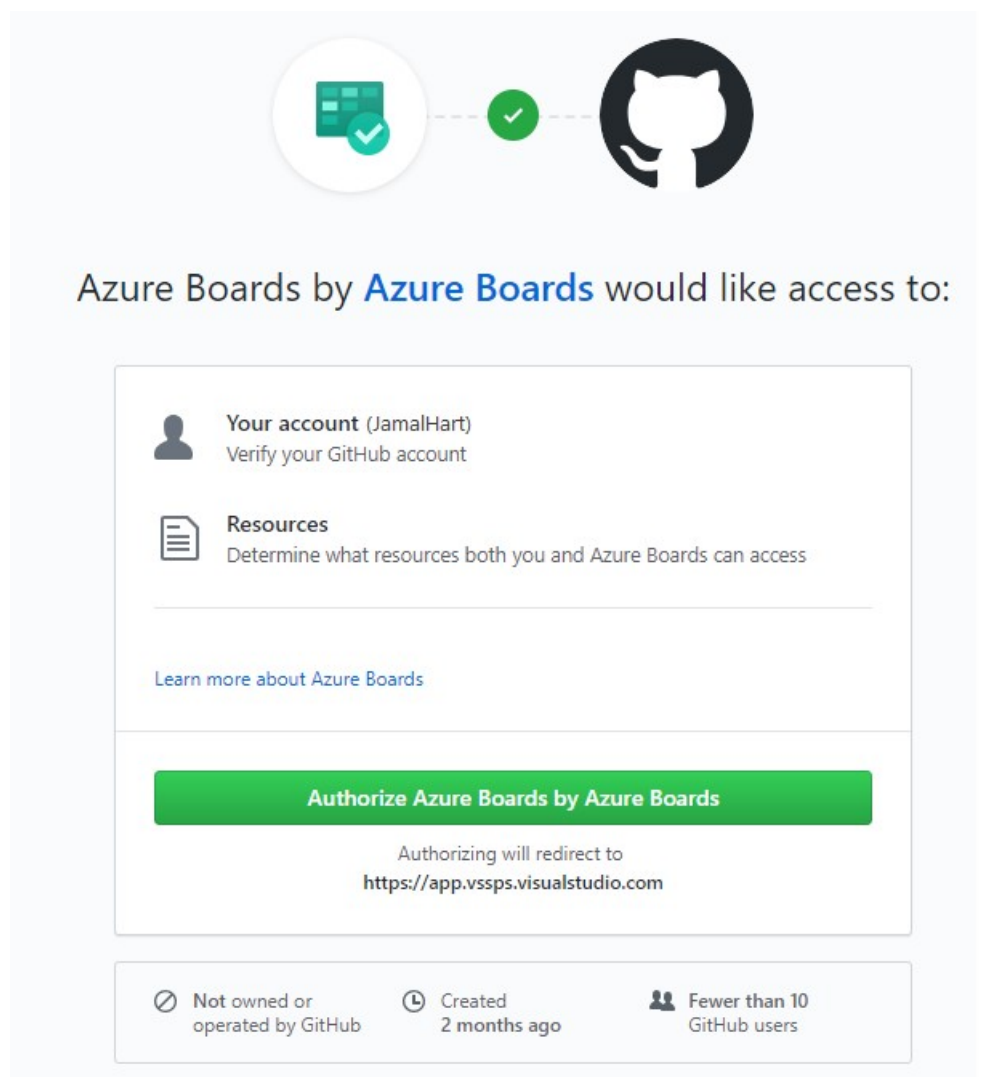 Azure Boards by Azure Boards would like access to:
Your account (JamalHart)
Verify your GitHub account
Resources
Determine what resources both you and Azure Boards can access
Learn more about Azure Boards
Authorize Azure Boards by Azure Boards
Authorizing will redirect to
https://app.vssps.visualstudio.com
Not owned or
operated by GitHub
Created
2 months ago
Fewer than 10
GitHub users